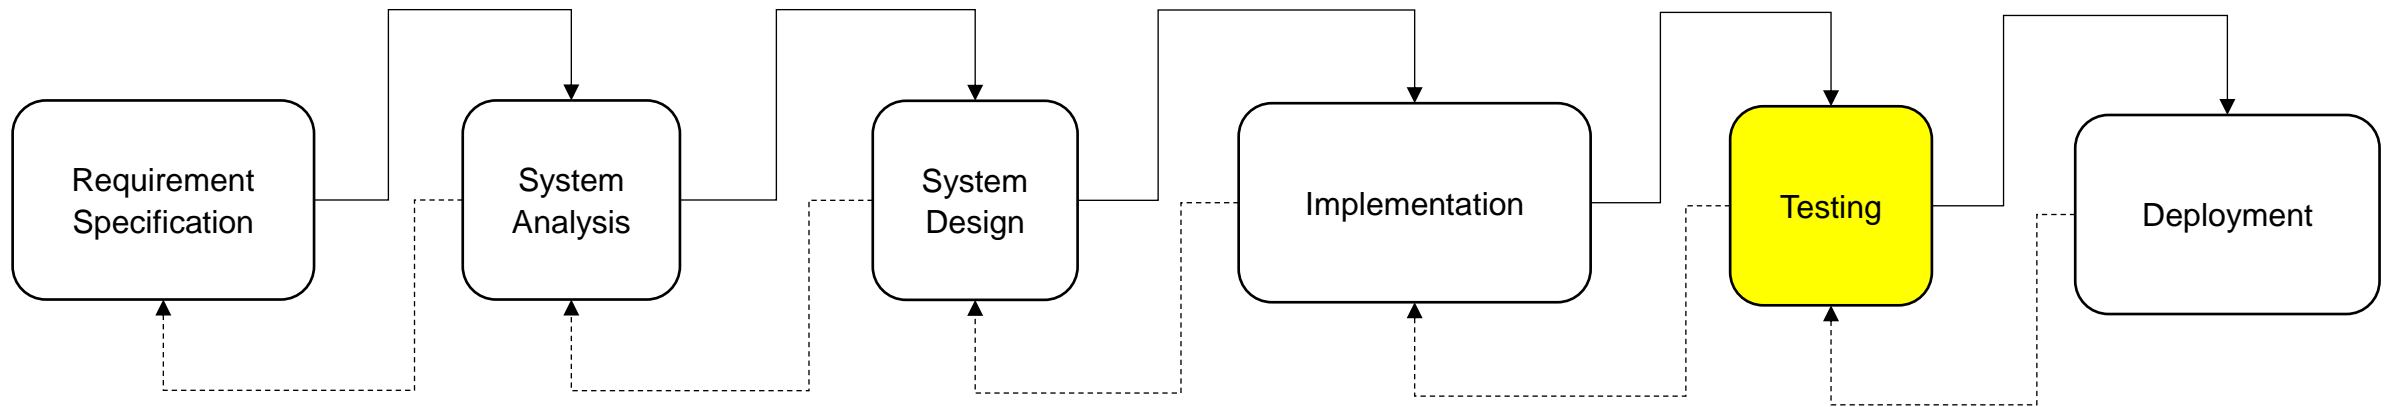 Requirement
Specification
System
Analysis
System
Design
Implementation
Testing
Deployment